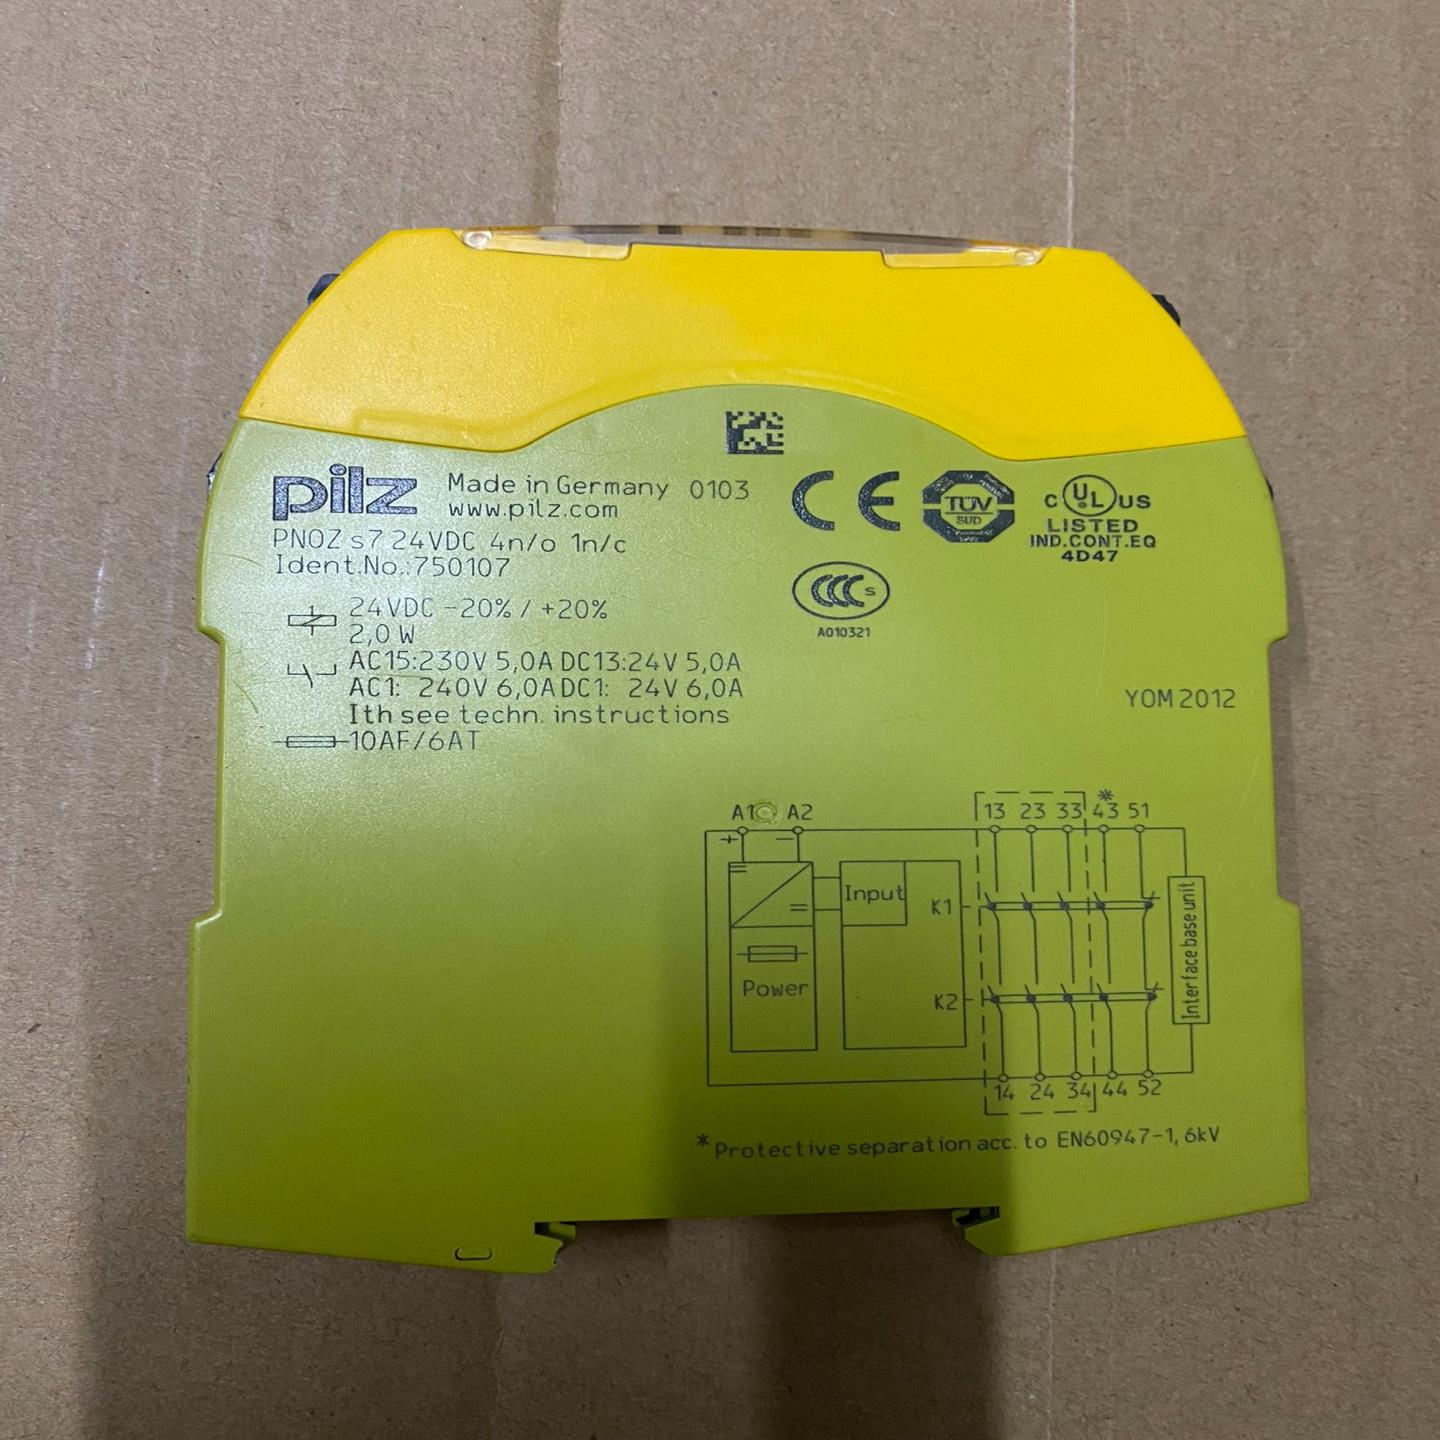 pilz Made in Germany 0103
www.pilz.com
PNOZ s7 24VDC 4n/o 1n/c
Ident.No.:750107
24VDC -20% / +20%
2,0 W
AC15:230V 5,0A DC13:24V 5,0A
AC1: 240V 6,0A DC1: 24V 6,0A
Ith see techn. instructions
10AF/6AT
CE
TÜV
SUD
C UL US
LISTED
IND.CONT.EQ
4D47
CCC S
A010321
YOM 2012
A1 A2 13 23 33 *43 51
+ -
Input
K1
Power
K2
Interface base unit
14 24 34 44 52
*Protective separation acc. to EN60947-1, 6kV